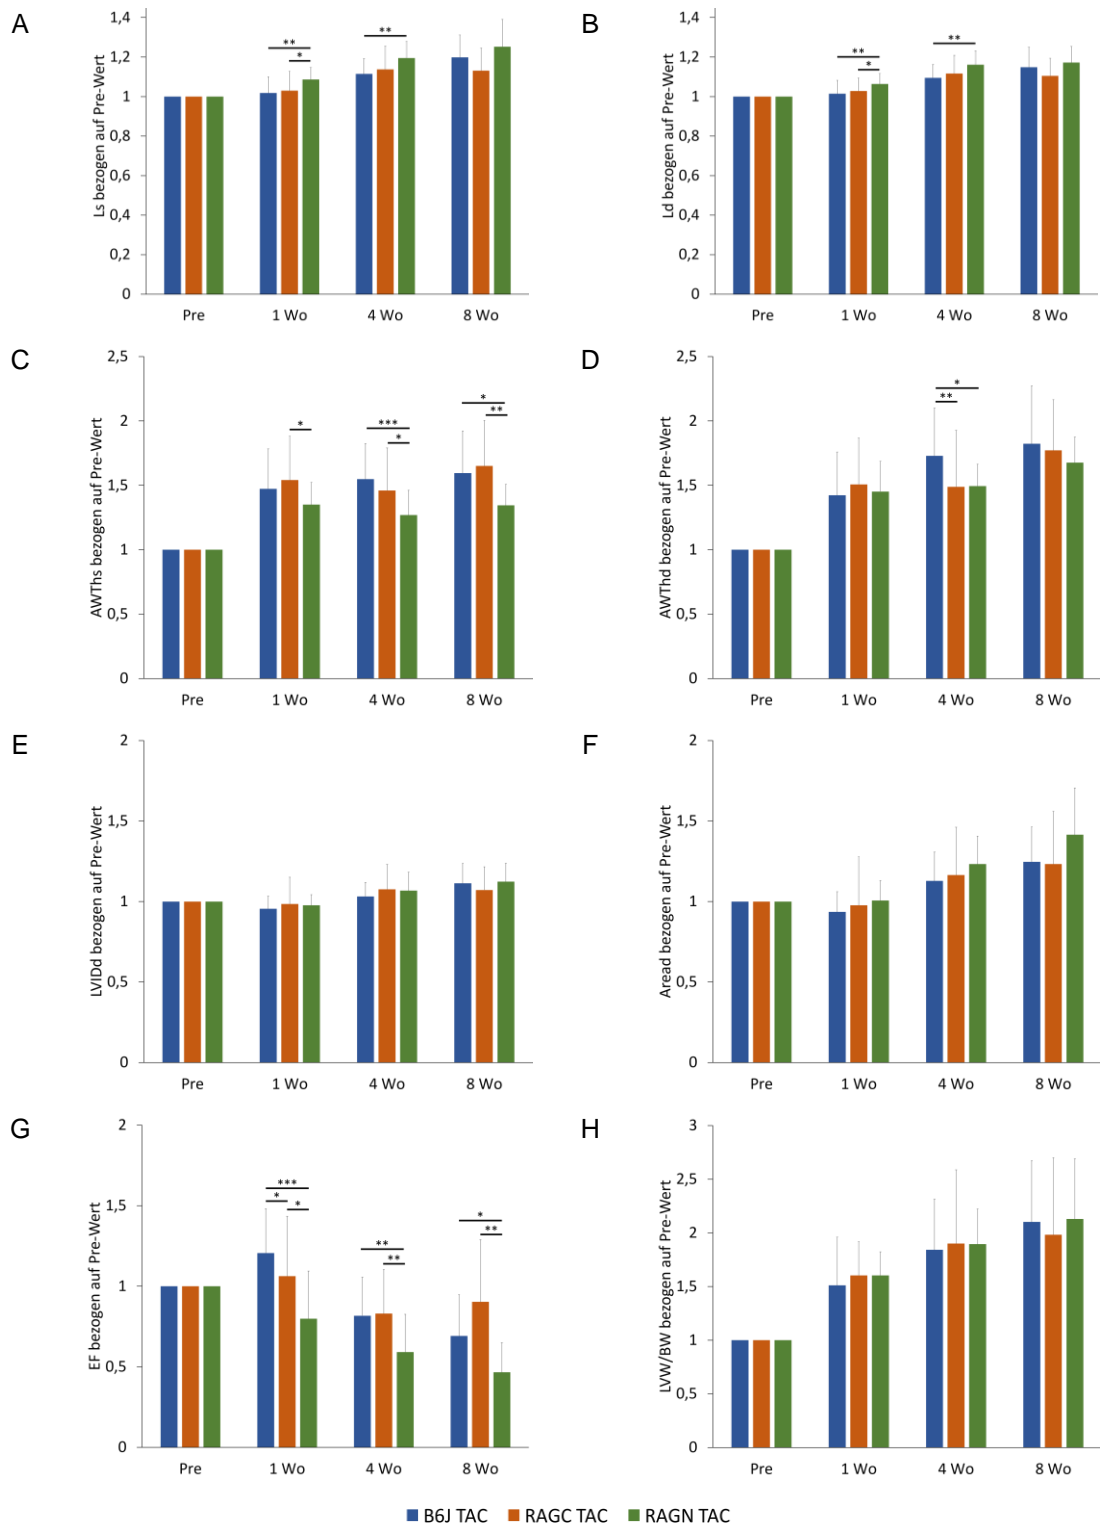 A
Ls bezogen auf Pre-Wert
1,4
1,2
1
0,8
0,6
0,4
0,2
0
** * **
Pre 1 Wo 4 Wo 8 Wo
B
Ld bezogen auf Pre-Wert
1,4
1,2
1
0,8
0,6
0,4
0,2
0
** * **
Pre 1 Wo 4 Wo 8 Wo
C
AWThs bezogen auf Pre-Wert
2,5
2
1,5
1
0,5
0
* *** * * **
Pre 1 Wo 4 Wo 8 Wo
D
AWThd bezogen auf Pre-Wert
2,5
2
1,5
1
0,5
0
* **
Pre 1 Wo 4 Wo 8 Wo
E
LVIDd bezogen auf Pre-Wert
2
1,5
1
0,5
0
Pre 1 Wo 4 Wo 8 Wo
F
Aread bezogen auf Pre-Wert
2
1,5
1
0,5
0
Pre 1 Wo 4 Wo 8 Wo
G
EF bezogen auf Pre-Wert
2
1,5
1
0,5
0
*** * * ** ** * **
Pre 1 Wo 4 Wo 8 Wo
H
LVW/BW bezogen auf Pre-Wert
3
2,5
2
1,5
1
0,5
0
Pre 1 Wo 4 Wo 8 Wo
B6J TAC RAGC TAC RAGN TAC